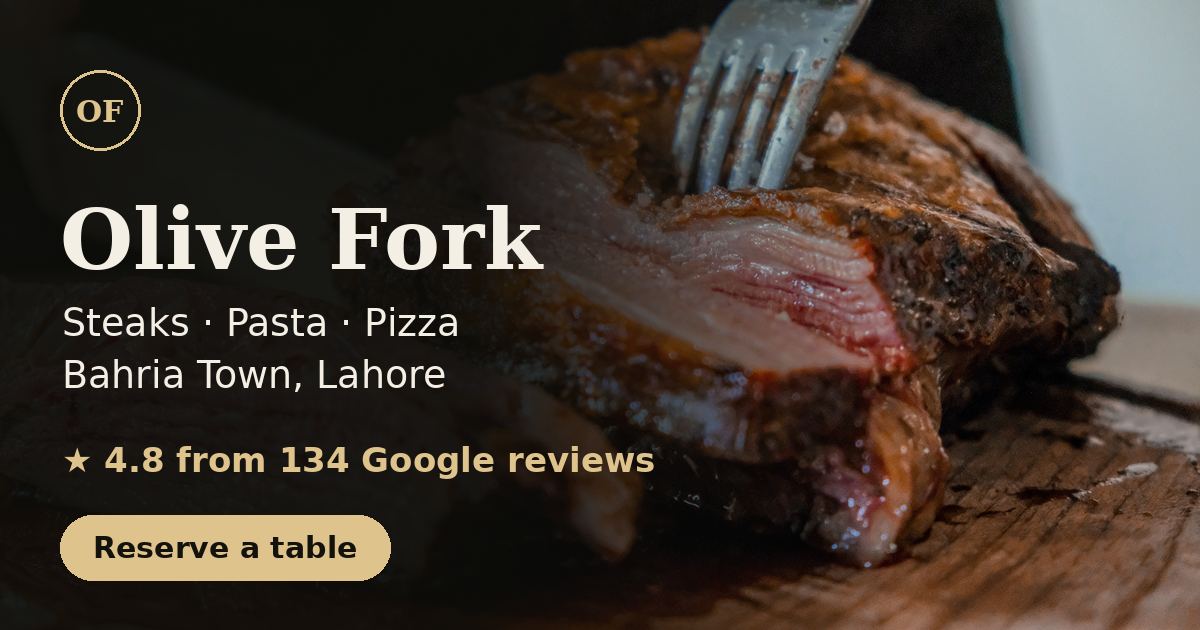 OF
Olive Fork
Steaks · Pasta · Pizza
Bahria Town, Lahore
★ 4.8 from 134 Google reviews
Reserve a table